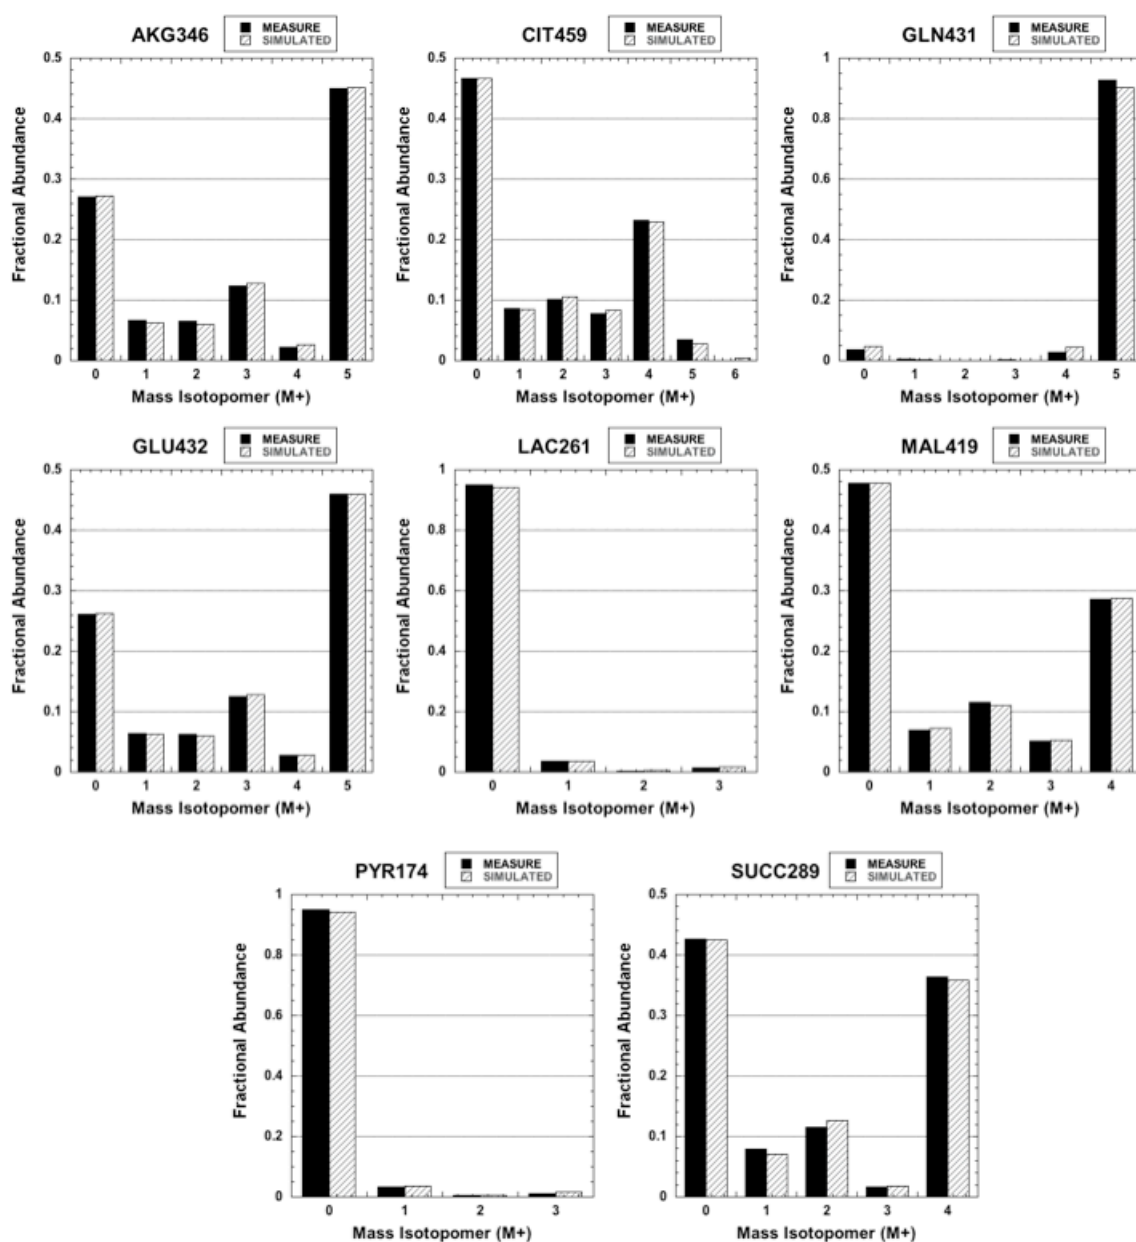 AKG346
MEASURE
SIMULATED
Fractional Abundance
0.5
0.4
0.3
0.2
0.1
0
0 1 2 3 4 5
Mass Isotopomer (M+)
CIT459
MEASURE
SIMULATED
Fractional Abundance
0.5
0.4
0.3
0.2
0.1
0
0 1 2 3 4 5 6
Mass Isotopomer (M+)
GLN431
MEASURE
SIMULATED
Fractional Abundance
1
0.8
0.6
0.4
0.2
0
0 1 2 3 4 5
Mass Isotopomer (M+)
GLU432
MEASURE
SIMULATED
Fractional Abundance
0.5
0.4
0.3
0.2
0.1
0
0 1 2 3 4 5
Mass Isotopomer (M+)
LAC261
MEASURE
SIMULATED
Fractional Abundance
1
0.8
0.6
0.4
0.2
0
0 1 2 3
Mass Isotopomer (M+)
MAL419
MEASURE
SIMULATED
Fractional Abundance
0.5
0.4
0.3
0.2
0.1
0
0 1 2 3 4
Mass Isotopomer (M+)
PYR174
MEASURE
SIMULATED
Fractional Abundance
1
0.8
0.6
0.4
0.2
0
0 1 2 3
Mass Isotopomer (M+)
SUCC289
MEASURE
SIMULATED
Fractional Abundance
0.5
0.4
0.3
0.2
0.1
0
0 1 2 3 4
Mass Isotopomer (M+)